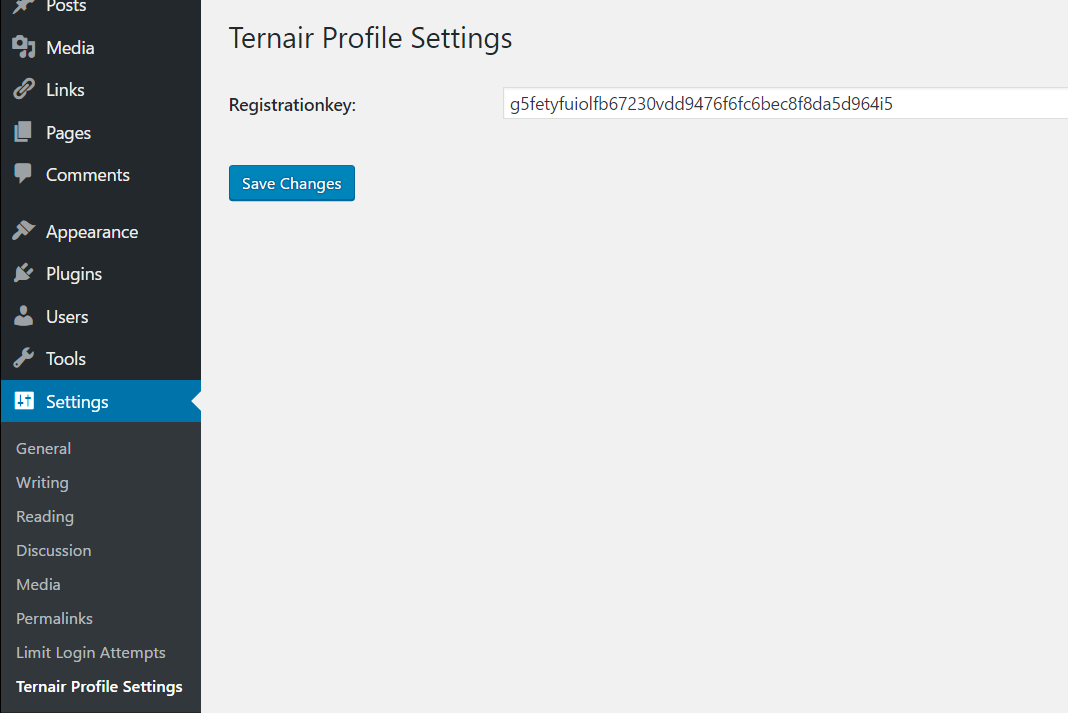 Posts
Media
Links
Pages
Comments
Appearance
Plugins
Users
Tools
Settings
General
Writing
Reading
Discussion
Media
Permalinks
Limit Login Attempts
Ternair Profile Settings
Ternair Profile Settings
Registrationkey:
g5fetyfuiolfb67230vdd9476f6fc6bec8f8da5d964i5
Save Changes